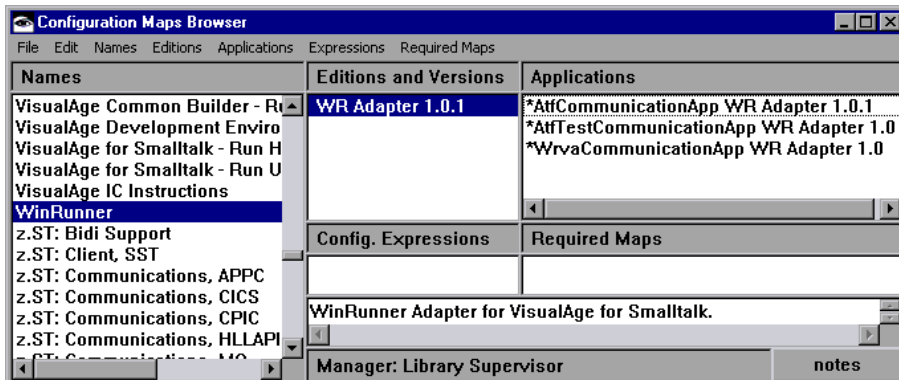 Configuration Maps Browser
File Edit Names Editions Applications Expressions Required Maps
Names
Editions and Versions
Applications
VisualAge Common Builder - Ru
VisualAge Development Enviro
VisualAge for Smalltalk - Run H
VisualAge for Smalltalk - Run U
VisualAge IC Instructions
WinRunner
z.ST: Bidi Support
z.ST: Client, SST
z.ST: Communications, APPC
z.ST: Communications, CICS
z.ST: Communications, CPIC
z.ST: Communications, HLLAPI
WR Adapter 1.0.1
*AtfCommunicationApp WR Adapter 1.0.1
*AtfTestCommunicationApp WR Adapter 1.0
*WrvaCommunicationApp WR Adapter 1.0
Config. Expressions
Required Maps
WinRunner Adapter for VisualAge for Smalltalk.
Manager: Library Supervisor
notes